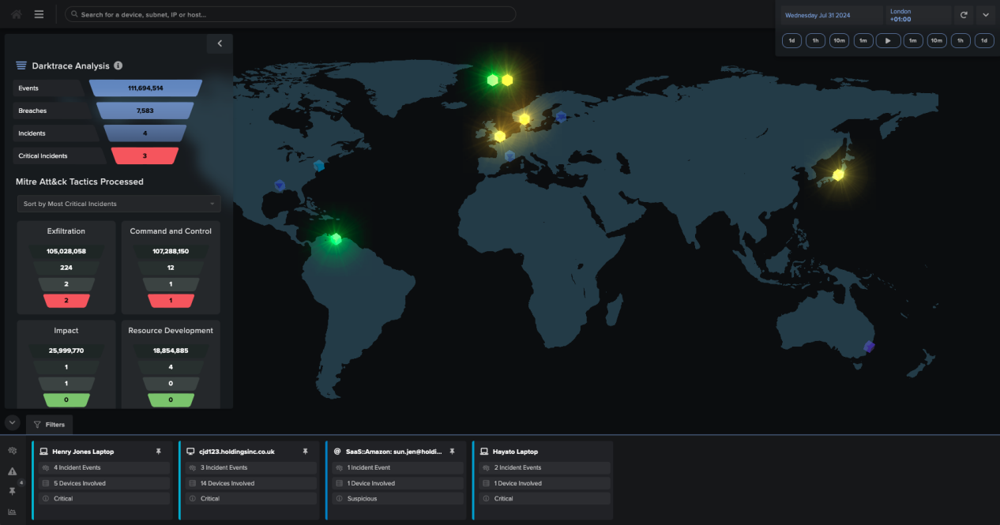 Search for a device, subnet, IP or host...
Wednesday Jul 31 2024
London
+01:00
1d 1h 10m 1m 1m 10m 1h 1d
Darktrace Analysis
Events 111,694,514
Breaches 7,583
Incidents 4
Critical Incidents 3
Mitre Att&ck Tactics Processed
Sort by Most Critical Incidents
Exfiltration
105,028,058
224
2
2
Command and Control
107,288,150
12
1
1
Impact
25,999,770
1
1
0
Resource Development
18,854,885
4
0
0
Filters
4
Henry Jones Laptop
4 Incident Events
5 Devices Involved
Critical
cjd123.holdingsinc.co.uk
3 Incident Events
14 Devices Involved
Critical
@ SaaS::Amazon: sun.jen@holdi...
1 Incident Event
1 Device Involved
Suspicious
Hayato Laptop
2 Incident Events
1 Device Involved
Critical